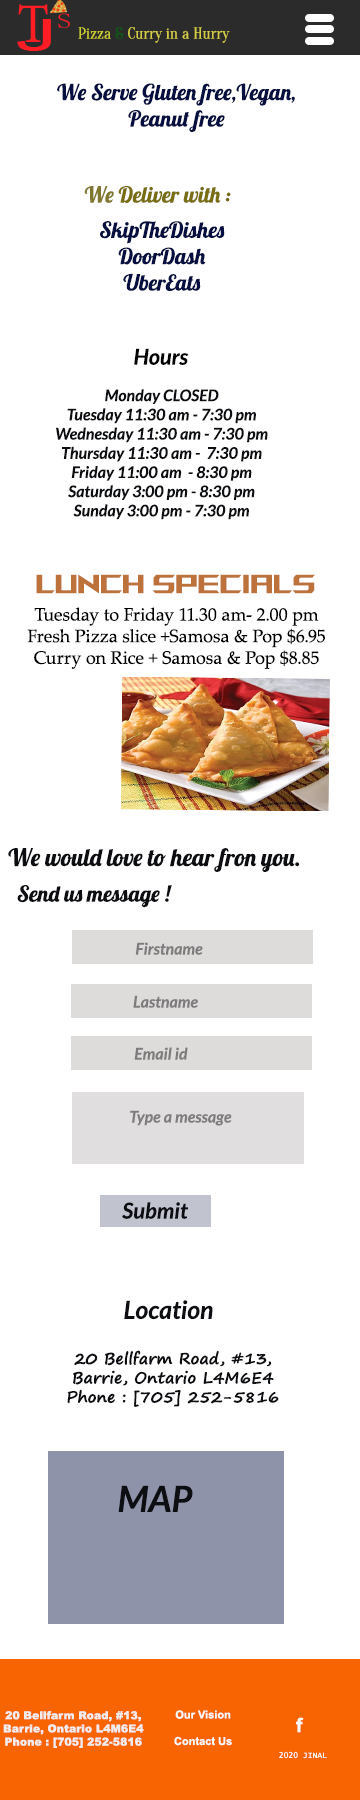 TJ's
Pizza & Curry in a Hurry
We Serve Gluten free,Vegan,
Peanut free
We Deliver with :
SkipTheDishes
DoorDash
UberEats
Hours
Monday CLOSED
Tuesday 11:30 am - 7:30 pm
Wednesday 11:30 am - 7:30 pm
Thursday 11:30 am - 7:30 pm
Friday 11:00 am - 8:30 pm
Saturday 3:00 pm - 8:30 pm
Sunday 3:00 pm - 7:30 pm
LUNCH SPECIALS
Tuesday to Friday 11.30 am- 2.00 pm
Fresh Pizza slice +Samosa & Pop $6.95
Curry on Rice + Samosa & Pop $8.85
We would love to hear fron you.
Send us message !
Firstname
Lastname
Email id
Type a message
Submit
Location
20 Bellfarm Road, #13,
Barrie, Ontario L4M6E4
Phone : [705] 252-5816
MAP
20 Bellfarm Road, #13,
Barrie, Ontario L4M6E4
Phone : [705] 252-5816
Our Vision
Contact Us
f
2020 JINAL